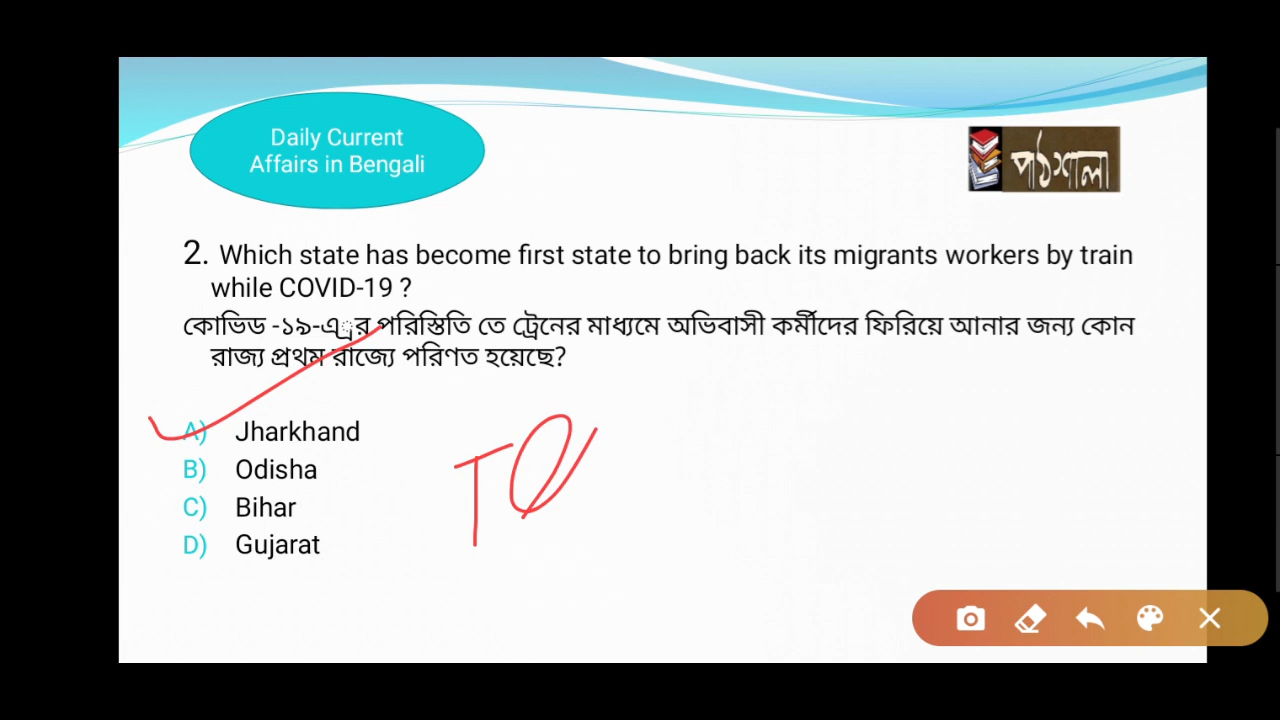 Daily Current
Affairs in Bengali
পাঠশালা
2. Which state has become first state to bring back its migrants workers by train
while COVID-19 ?
কোভিড -১৯-এ্রর পরিস্তিতি তে ট্রেনের মাধ্যমে অভিবাসী কর্মীদের ফিরিয়ে আনার জন্য কোন
রাজ্য প্রথম রাজ্যে পরিণত হয়েছে?
A) Jharkhand
B) Odisha
C) Bihar
D) Gujarat